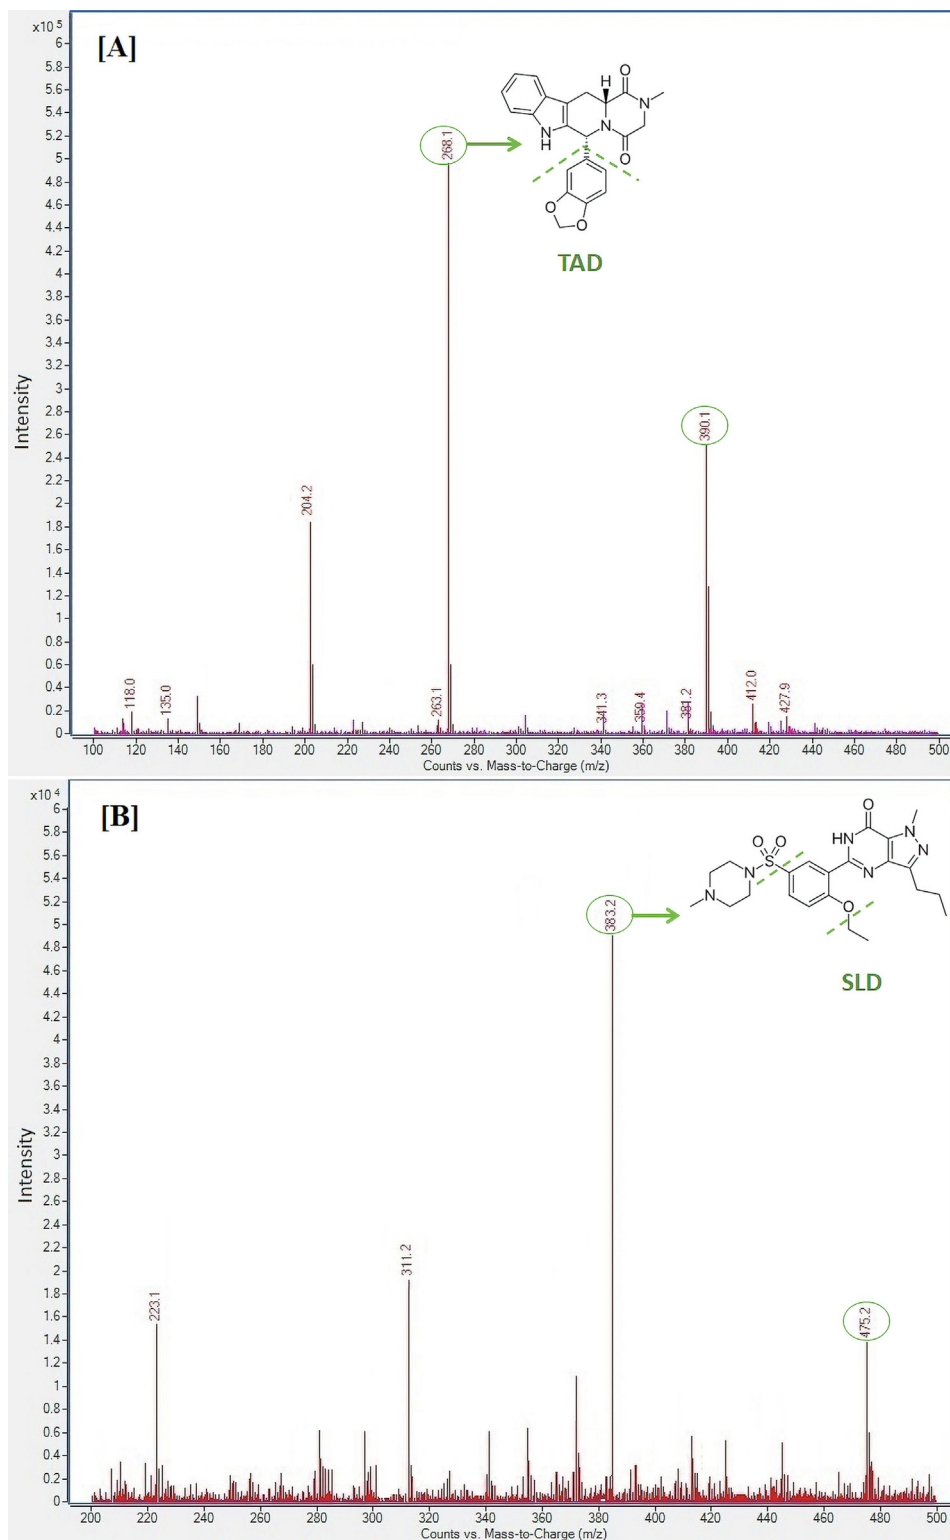 x10⁵
[A]
6
5.8
5.6
5.4
5.2
5
4.8
4.6
4.4
4.2
4
3.8
3.6
3.4
3.2
3
2.8
2.6
2.4
2.2
2
1.8
1.6
1.4
1.2
1
0.8
0.6
0.4
0.2
0
Intensity
118.0
135.0
204.2
263.1
268.1
341.3
359.4
381.2
390.1
412.0
427.9
H
O
N
O
N
N
H
O
O
TAD
100 120 140 160 180 200 220 240 260 280 300 320 340 360 380 400 420 440 460 480 500
Counts vs. Mass-to-Charge (m/z)
x10⁴
[B]
6
5.8
5.6
5.4
5.2
5
4.8
4.6
4.4
4.2
4
3.8
3.6
3.4
3.2
3
2.8
2.6
2.4
2.2
2
1.8
1.6
1.4
1.2
1
0.8
0.6
0.4
0.2
0
Intensity
223.1
311.2
383.2
475.2
O
HN
N
N
N
O
O
S
N
N
O
SLD
200 220 240 260 280 300 320 340 360 380 400 420 440 460 480 500
Counts vs. Mass-to-Charge (m/z)